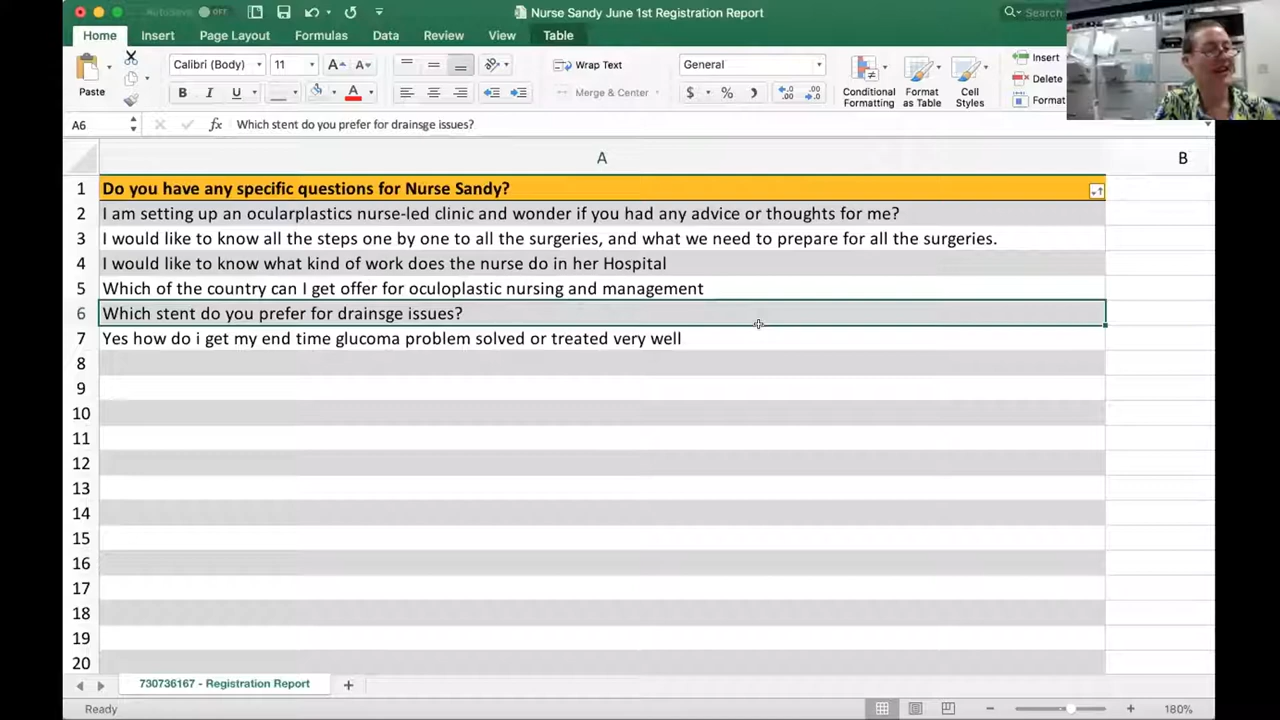 AutoSave OFF
Nurse Sandy June 1st Registration Report
Search
Home Insert Page Layout Formulas Data Review View Table
Paste
Calibri (Body) 11 A A
B I U A
Wrap Text
Merge & Center
General
$ % )
Conditional Formatting
Format as Table
Cell Styles
Insert
Delete
Format
A6 fx Which stent do you prefer for drainsge issues?
A B
1 Do you have any specific questions for Nurse Sandy?
2 I am setting up an ocularplastics nurse-led clinic and wonder if you had any advice or thoughts for me?
3 I would like to know all the steps one by one to all the surgeries, and what we need to prepare for all the surgeries.
4 I would like to know what kind of work does the nurse do in her Hospital
5 Which of the country can I get offer for oculoplastic nursing and management
6 Which stent do you prefer for drainsge issues?
7 Yes how do i get my end time glucoma problem solved or treated very well
8
9
10
11
12
13
14
15
16
17
18
19
20
730736167 - Registration Report
Ready
180%